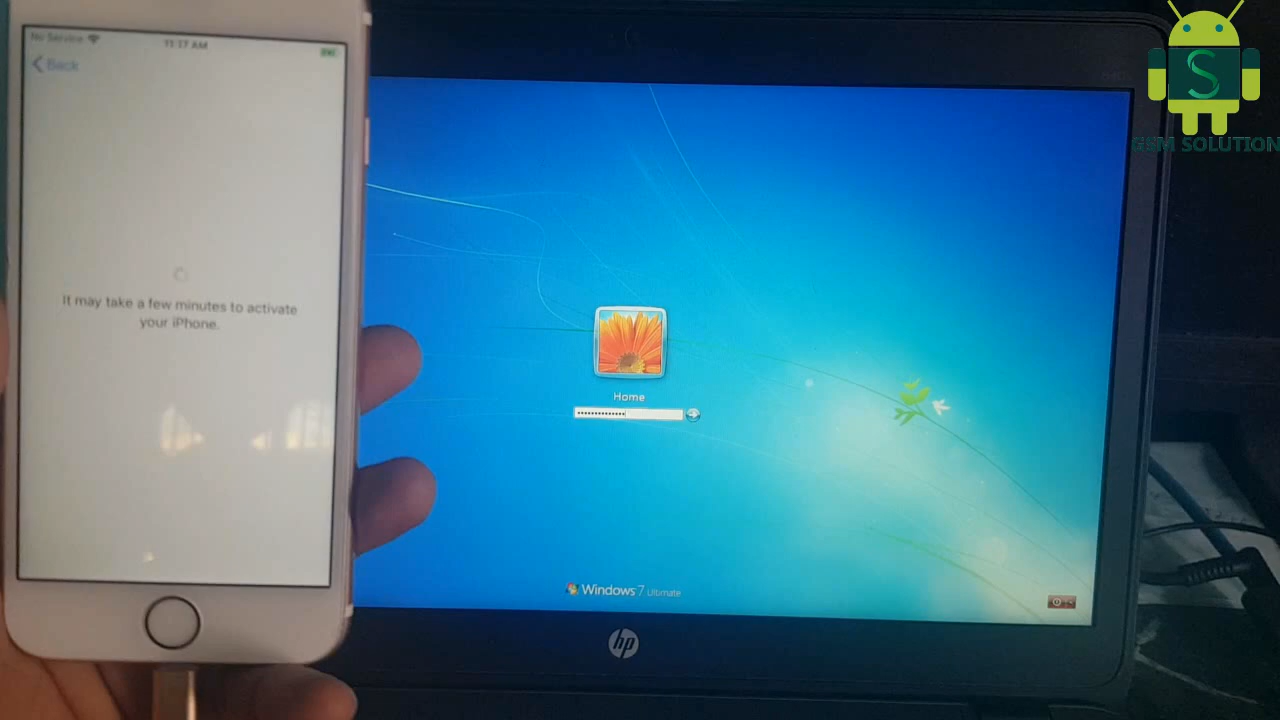 No Service
11:17 AM
Back
It may take a few minutes to activate
your iPhone.
Home
Windows 7 Ultimate
hp
S
GSM SOLUTION